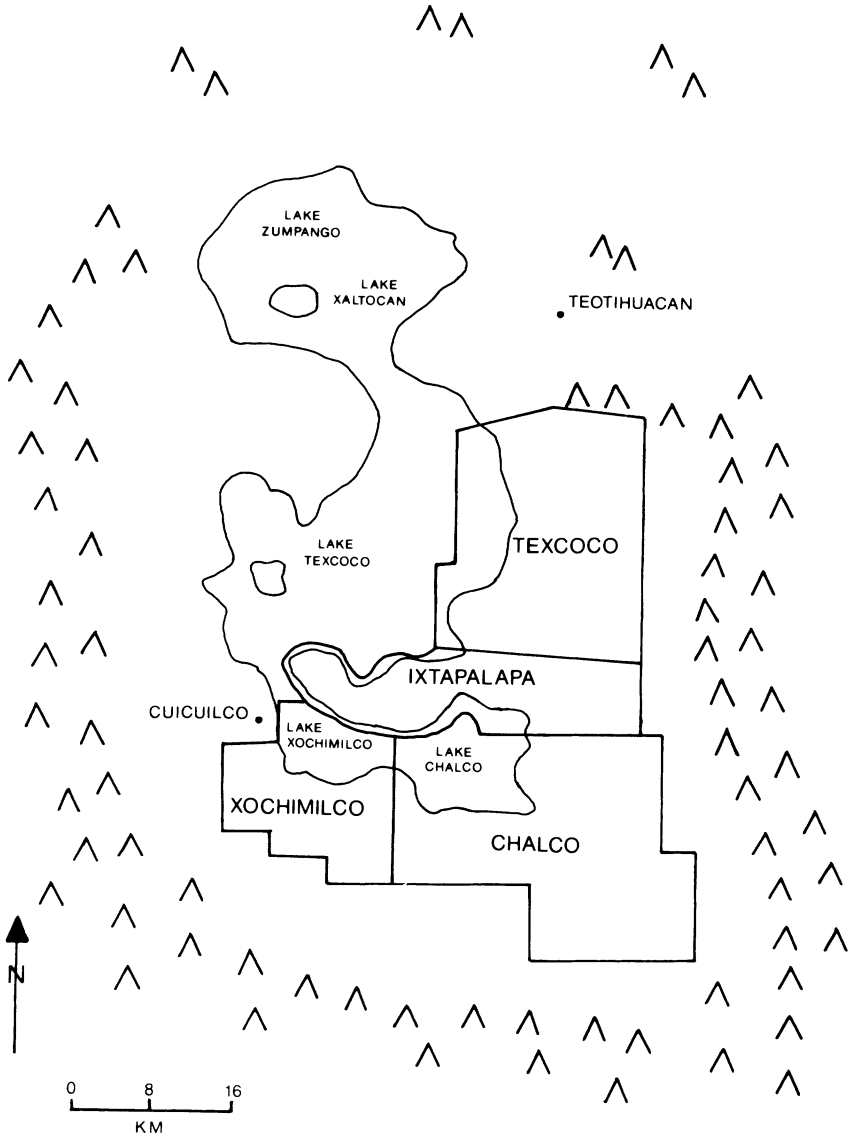 LAKE
ZUMPANGO
LAKE
XALTOCAN
TEOTIHUACAN
TEXCOCO
LAKE
TEXCOCO
IXTAPALAPA
CUICUILCO
LAKE
XOCHIMILCO
LAKE
CHALCO
XOCHIMILCO
CHALCO
N
0 8 16
KM